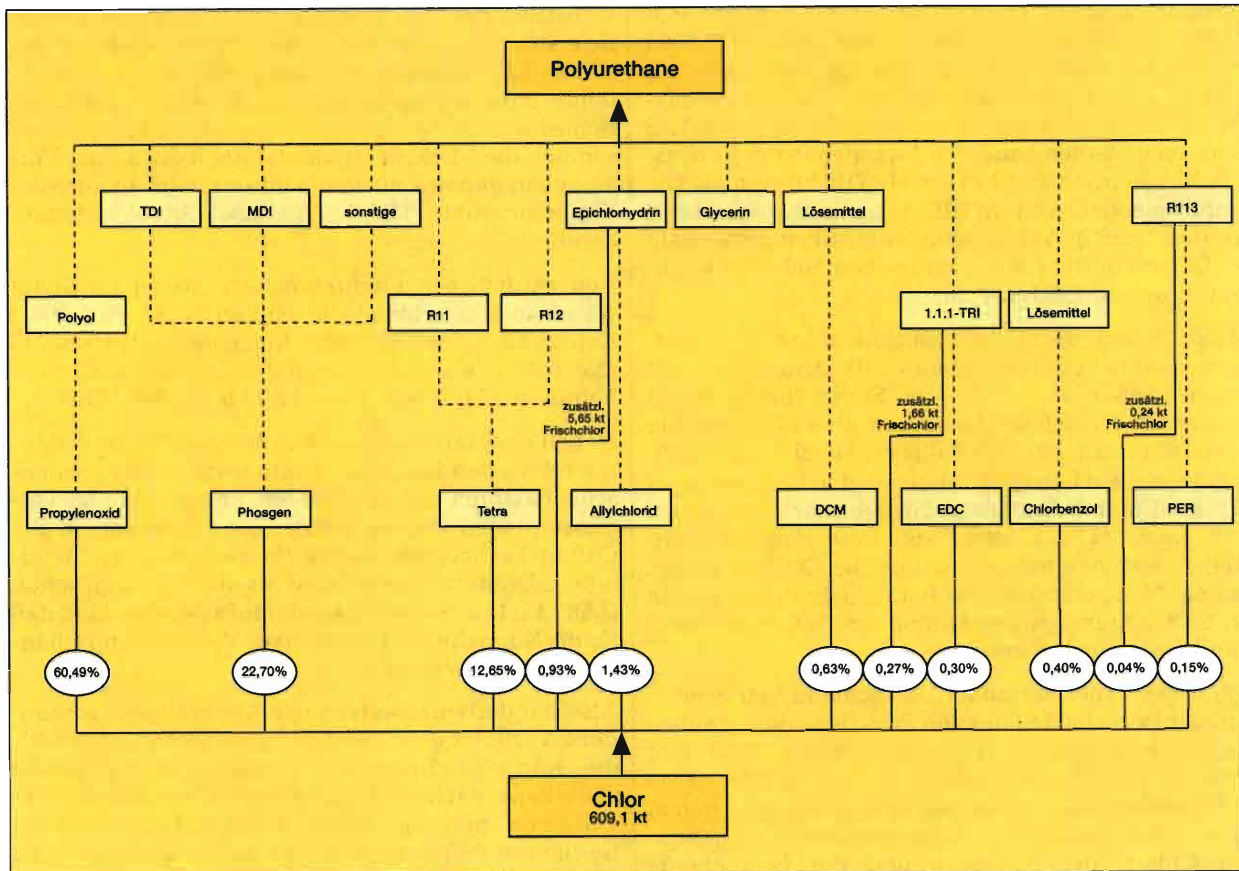 Polyurethane
TDI
MDI
sonstige
Epichlorhydrin
Glycerin
Lösemittel
R113
Polyol
R11
R12
1.1.1-TRI
Lösemittel
zusätzl.
5,65 kt
Frischchlor
zusätzl.
1,66 kt
Frischchlor
zusätzl.
0,24 kt
Frischchlor
Propylenoxid
Phosgen
Tetra
Allylchlorid
DCM
EDC
Chlorbenzol
PER
60,49%
22,70%
12,65%
0,93%
1,43%
0,63%
0,27%
0,30%
0,40%
0,04%
0,15%
Chlor
609,1 kt